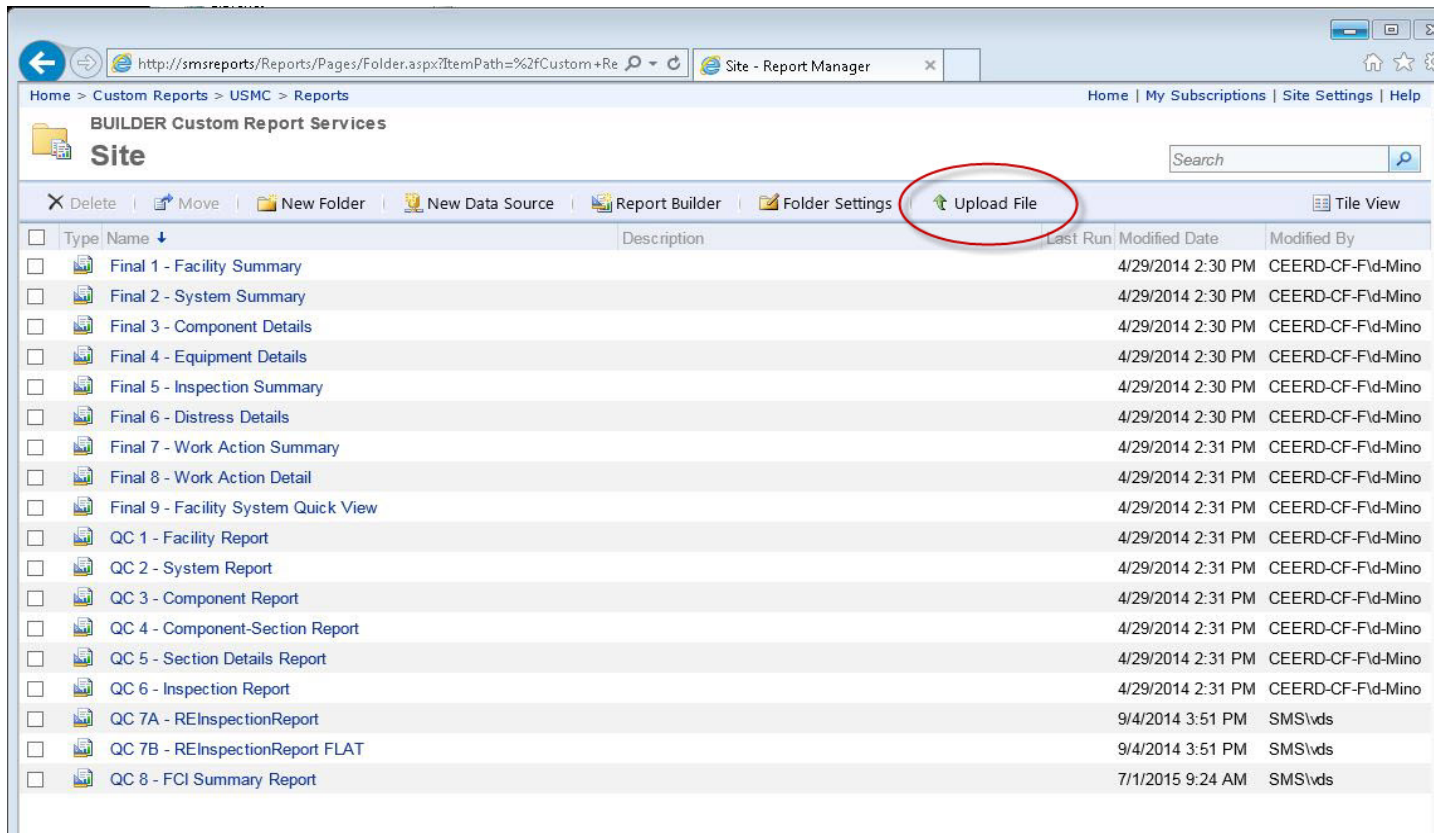 http://smsreports/Reports/Pages/Folder.aspx?ItemPath=%2fCustom+Re
Site - Report Manager
Home > Custom Reports > USMC > Reports
Home | My Subscriptions | Site Settings | Help
BUILDER Custom Report Services
Site
Search
Delete | Move | New Folder | New Data Source | Report Builder | Folder Settings | Upload File
Tile View
Type Name Description Last Run Modified Date Modified By
Final 1 - Facility Summary 4/29/2014 2:30 PM CEERD-CF-F\d-Mino
Final 2 - System Summary 4/29/2014 2:30 PM CEERD-CF-F\d-Mino
Final 3 - Component Details 4/29/2014 2:30 PM CEERD-CF-F\d-Mino
Final 4 - Equipment Details 4/29/2014 2:30 PM CEERD-CF-F\d-Mino
Final 5 - Inspection Summary 4/29/2014 2:30 PM CEERD-CF-F\d-Mino
Final 6 - Distress Details 4/29/2014 2:30 PM CEERD-CF-F\d-Mino
Final 7 - Work Action Summary 4/29/2014 2:31 PM CEERD-CF-F\d-Mino
Final 8 - Work Action Detail 4/29/2014 2:31 PM CEERD-CF-F\d-Mino
Final 9 - Facility System Quick View 4/29/2014 2:31 PM CEERD-CF-F\d-Mino
QC 1 - Facility Report 4/29/2014 2:31 PM CEERD-CF-F\d-Mino
QC 2 - System Report 4/29/2014 2:31 PM CEERD-CF-F\d-Mino
QC 3 - Component Report 4/29/2014 2:31 PM CEERD-CF-F\d-Mino
QC 4 - Component-Section Report 4/29/2014 2:31 PM CEERD-CF-F\d-Mino
QC 5 - Section Details Report 4/29/2014 2:31 PM CEERD-CF-F\d-Mino
QC 6 - Inspection Report 4/29/2014 2:31 PM CEERD-CF-F\d-Mino
QC 7A - REInspectionReport 9/4/2014 3:51 PM SMS\vds
QC 7B - REInspectionReport FLAT 9/4/2014 3:51 PM SMS\vds
QC 8 - FCI Summary Report 7/1/2015 9:24 AM SMS\vds